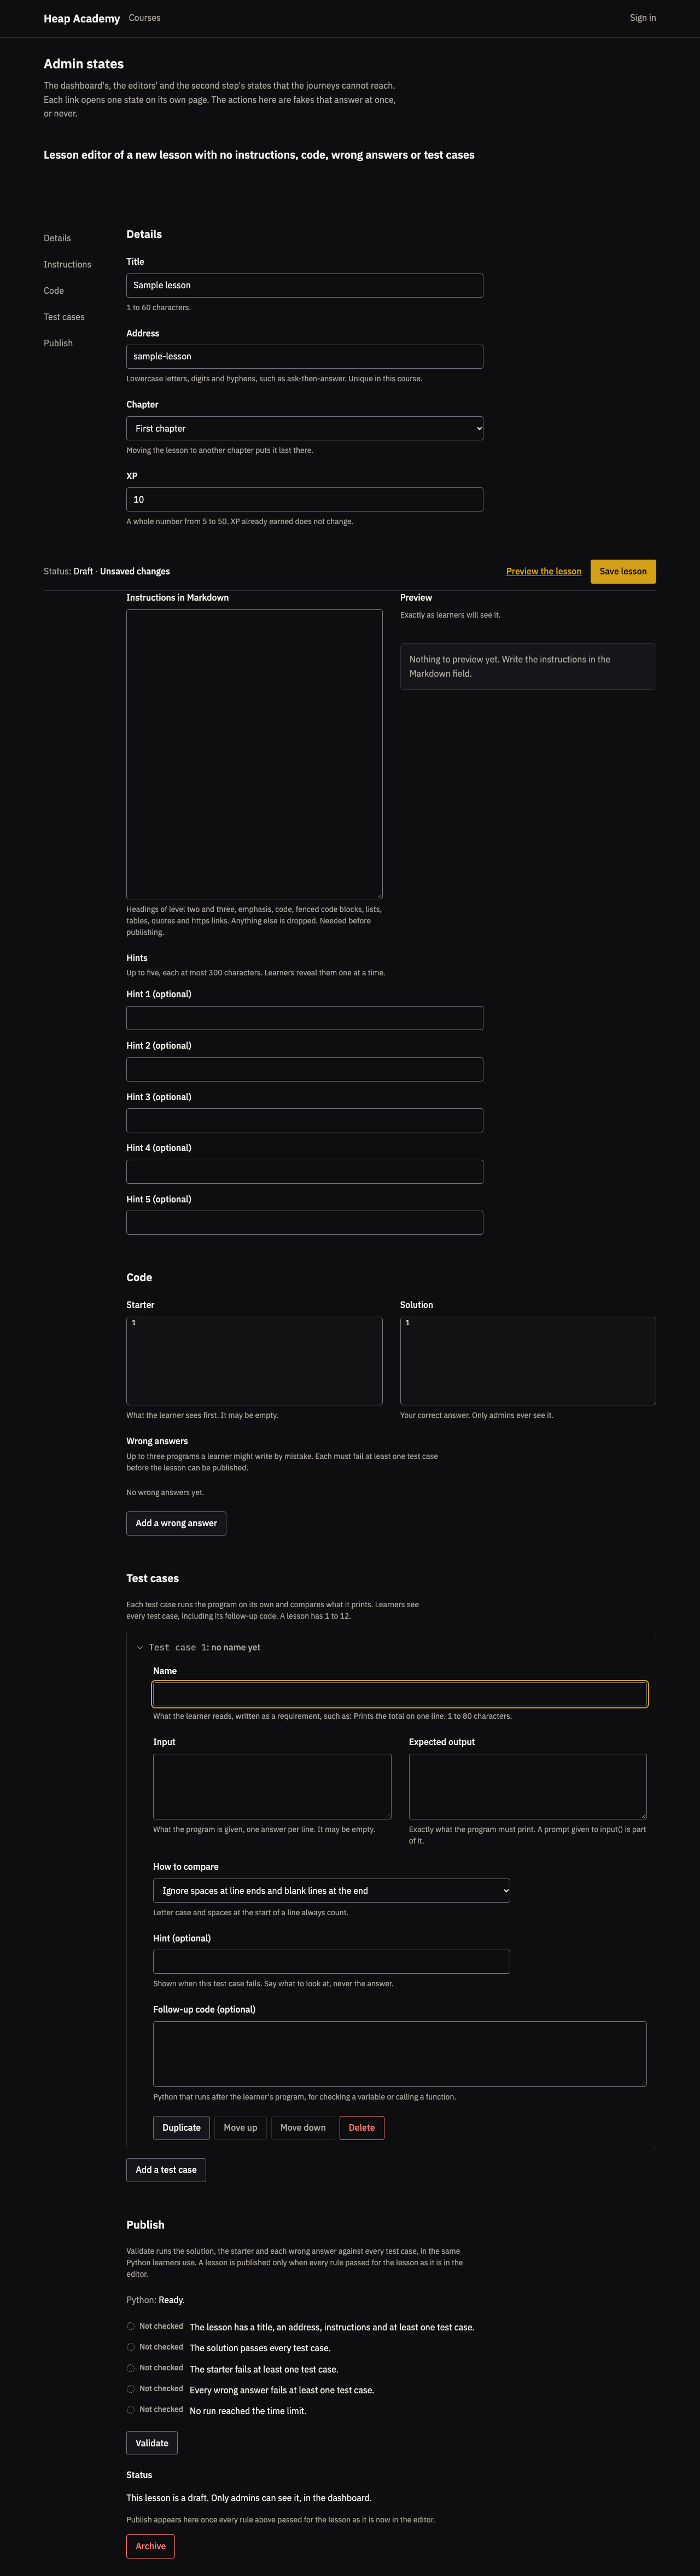 Heap Academy Courses Sign in
Admin states
The dashboard's, the editors' and the second step's states that the journeys cannot reach.
Each link opens one state on its own page. The actions here are fakes that answer at once,
or never.
Lesson editor of a new lesson with no instructions, code, wrong answers or test cases
Details
Instructions
Code
Test cases
Publish
Details
Title
Sample lesson
1 to 60 characters.
Address
sample-lesson
Lowercase letters, digits and hyphens, such as ask-then-answer. Unique in this course.
Chapter
First chapter
Moving the lesson to another chapter puts it last there.
XP
10
A whole number from 5 to 50. XP already earned does not change.
Status: Draft · Unsaved changes Preview the lesson Save lesson
Instructions in Markdown
Headings of level two and three, emphasis, code, fenced code blocks, lists,
tables, quotes and https links. Anything else is dropped. Needed before
publishing.
Preview
Exactly as learners will see it.
Nothing to preview yet. Write the instructions in the
Markdown field.
Hints
Up to five, each at most 300 characters. Learners reveal them one at a time.
Hint 1 (optional)
Hint 2 (optional)
Hint 3 (optional)
Hint 4 (optional)
Hint 5 (optional)
Code
Starter
1
What the learner sees first. It may be empty.
Solution
1
Your correct answer. Only admins ever see it.
Wrong answers
Up to three programs a learner might write by mistake. Each must fail at least one test case
before the lesson can be published.
No wrong answers yet.
Add a wrong answer
Test cases
Each test case runs the program on its own and compares what it prints. Learners see
every test case, including its follow-up code. A lesson has 1 to 12.
Test case 1: no name yet
Name
What the learner reads, written as a requirement, such as: Prints the total on one line. 1 to 80 characters.
Input
What the program is given, one answer per line. It may be empty.
Expected output
Exactly what the program must print. A prompt given to input() is part
of it.
How to compare
Ignore spaces at line ends and blank lines at the end
Letter case and spaces at the start of a line always count.
Hint (optional)
Shown when this test case fails. Say what to look at, never the answer.
Follow-up code (optional)
Python that runs after the learner's program, for checking a variable or calling a function.
Duplicate Move up Move down Delete
Add a test case
Publish
Validate runs the solution, the starter and each wrong answer against every test case, in the same
Python learners use. A lesson is published only when every rule passed for the lesson as it is in the
editor.
Python: Ready.
Not checked The lesson has a title, an address, instructions and at least one test case.
Not checked The solution passes every test case.
Not checked The starter fails at least one test case.
Not checked Every wrong answer fails at least one test case.
Not checked No run reached the time limit.
Validate
Status
This lesson is a draft. Only admins can see it, in the dashboard.
Publish appears here once every rule above passed for the lesson as it is now in the editor.
Archive